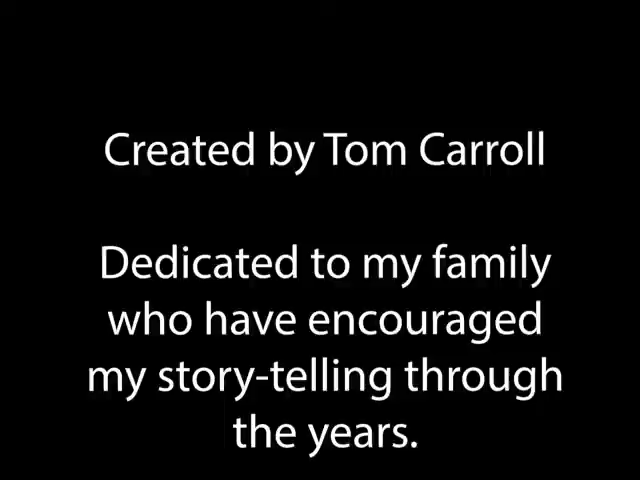 Created by Tom Carroll
Dedicated to my family
who have encouraged
my story-telling through
the years.